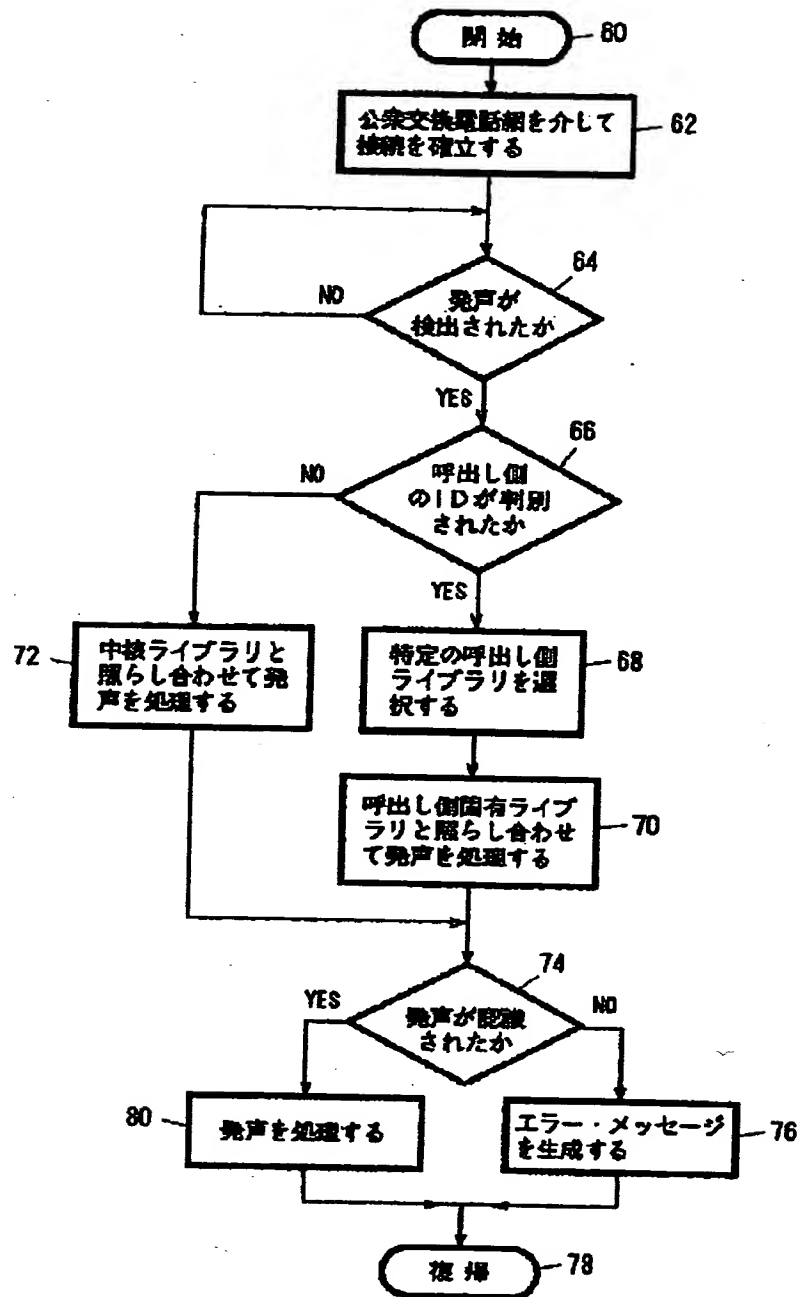 開始
60
公衆交換電話網を介して
接続を確立する
62
64
NO
発声が
検出されたか
YES
66
NO
呼出し側
のIDが判別
されたか
YES
72
中核ライブラリと
照らし合わせて発
声を処理する
特定の呼出し側
ライブラリを選
択する
68
呼出し側固有ライブ
ラリと照らし合わせ
て発声を処理する
70
74
YES
NO
発声が認識
されたか
80
発声を処理する
エラー・メッセージ
を生成する
76
復帰
78